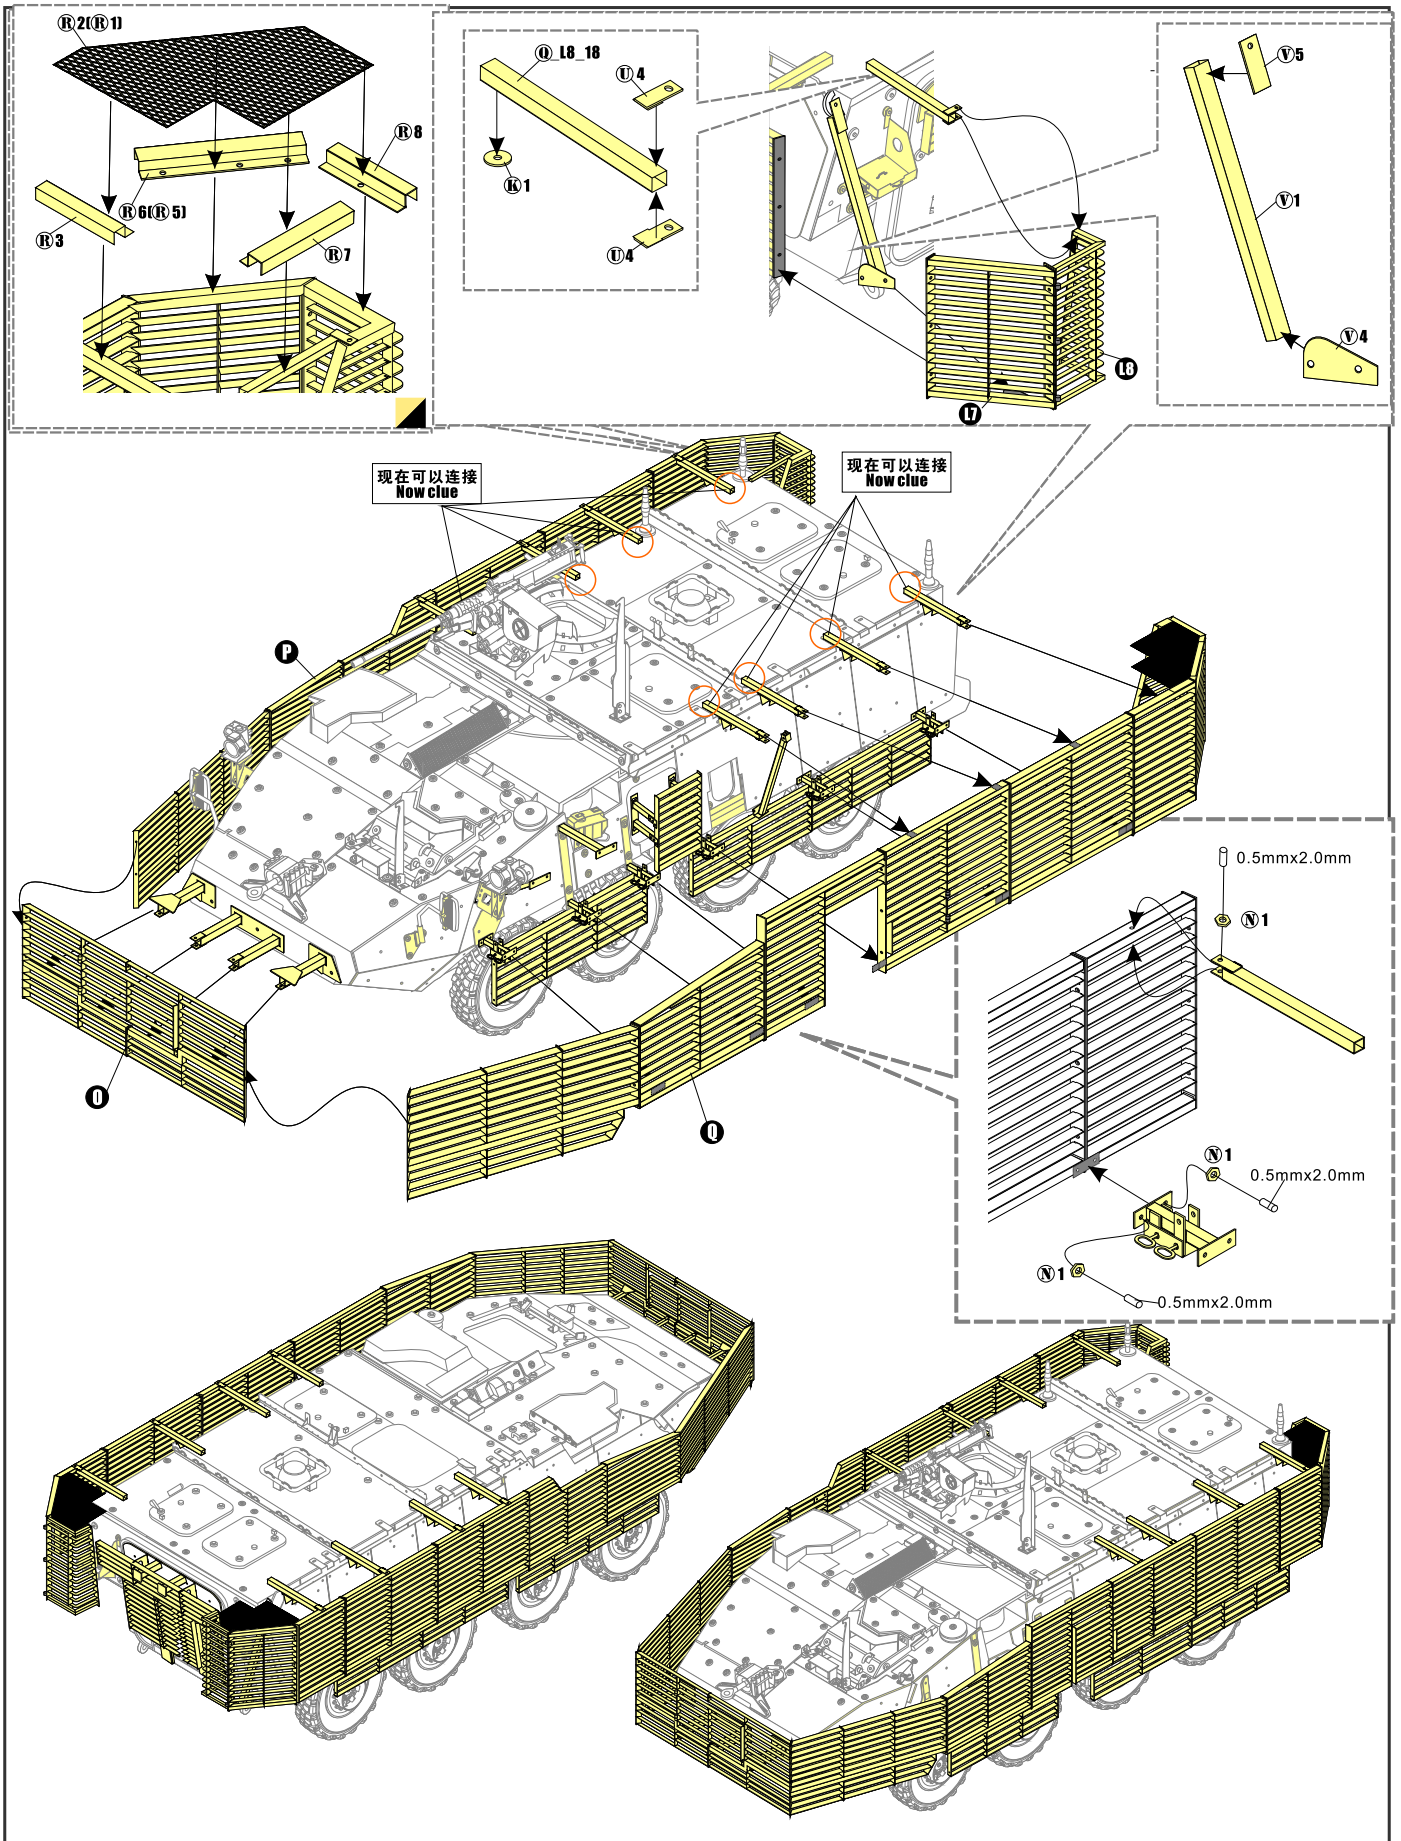 R2(R1)
R8
R6(R5)
R3
R7
Q_L8_18
U4
K1
U4
V5
V1
V4
L8
L7
现在可以连接
Now clue
现在可以连接
Now clue
P
O
Q
0.5mmx2.0mm
N1
N1
0.5mmx2.0mm
N1
0.5mmx2.0mm